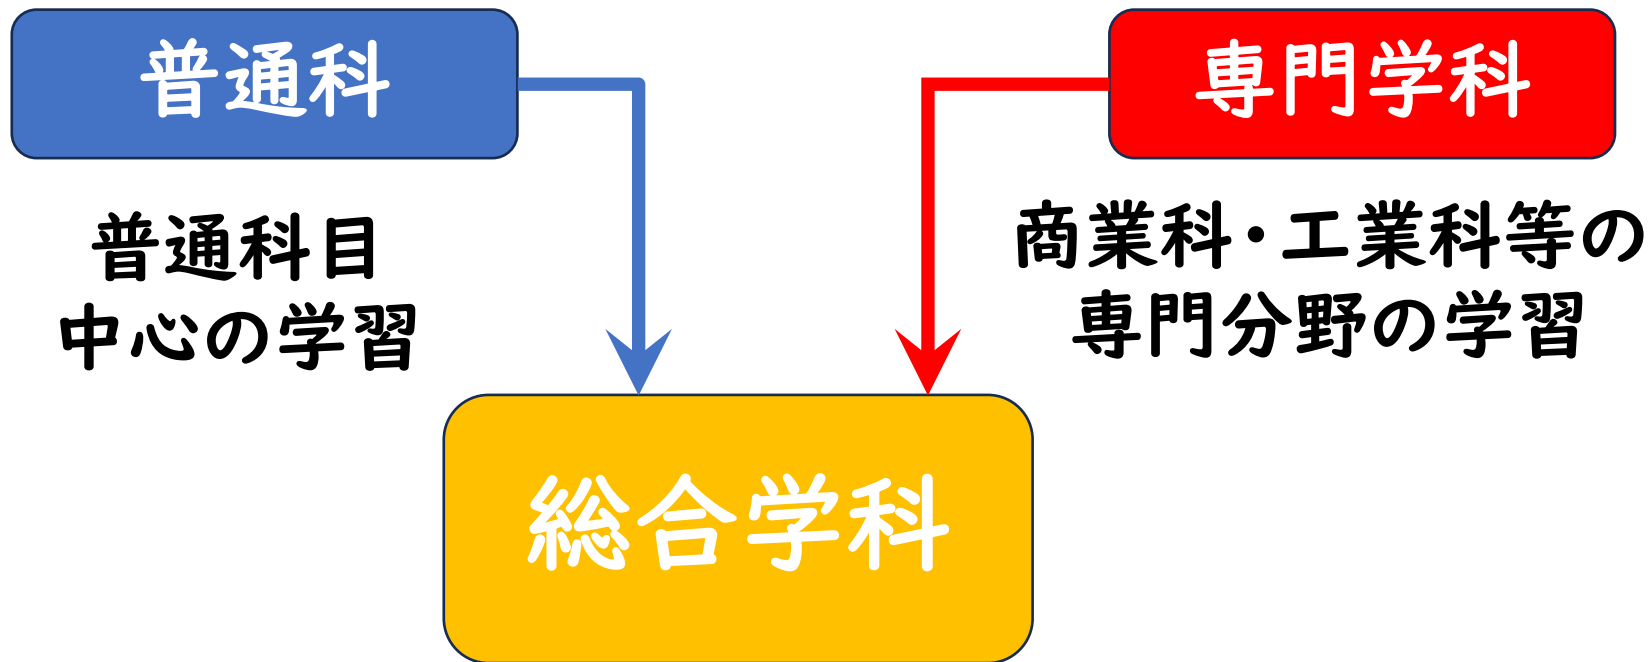 普通科
普通科目
中心の学習
専門学科
商業科・工業科等の
専門分野の学習
総合学科